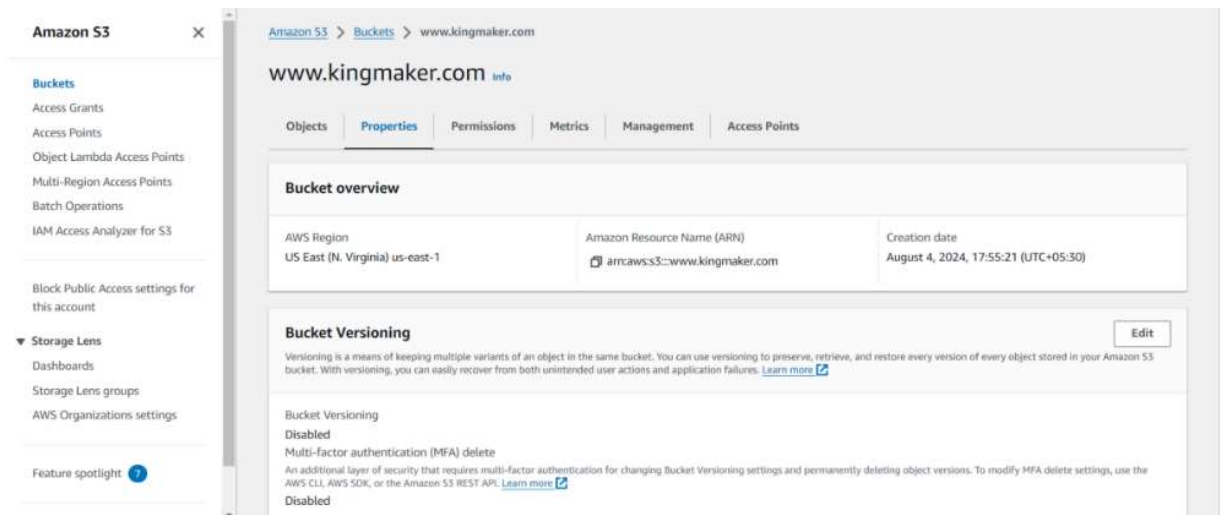 Amazon S3
Buckets
Access Grants
Access Points
Object Lambda Access Points
Multi-Region Access Points
Batch Operations
IAM Access Analyzer for S3
Block Public Access settings for
this account
Storage Lens
Dashboards
Storage Lens groups
AWS Organizations settings
Feature spotlight 7
Amazon S3 > Buckets > www.kingmaker.com
www.kingmaker.com Info
Objects Properties Permissions Metrics Management Access Points
Bucket overview
AWS Region
US East (N. Virginia) us-east-1
Amazon Resource Name (ARN)
arn:aws:s3:::www.kingmaker.com
Creation date
August 4, 2024, 17:55:21 (UTC+05:30)
Bucket Versioning
Edit
Versioning is a means of keeping multiple variants of an object in the same bucket. You can use versioning to preserve, retrieve, and restore every version of every object stored in your Amazon S3
bucket. With versioning, you can easily recover from both unintended user actions and application failures. Learn more
Bucket Versioning
Disabled
Multi-factor authentication (MFA) delete
An additional layer of security that requires multi-factor authentication for changing Bucket Versioning settings and permanently deleting object versions. To modify MFA delete settings, use the
AWS CLI, AWS SDK, or the Amazon S3 REST API. Learn more
Disabled